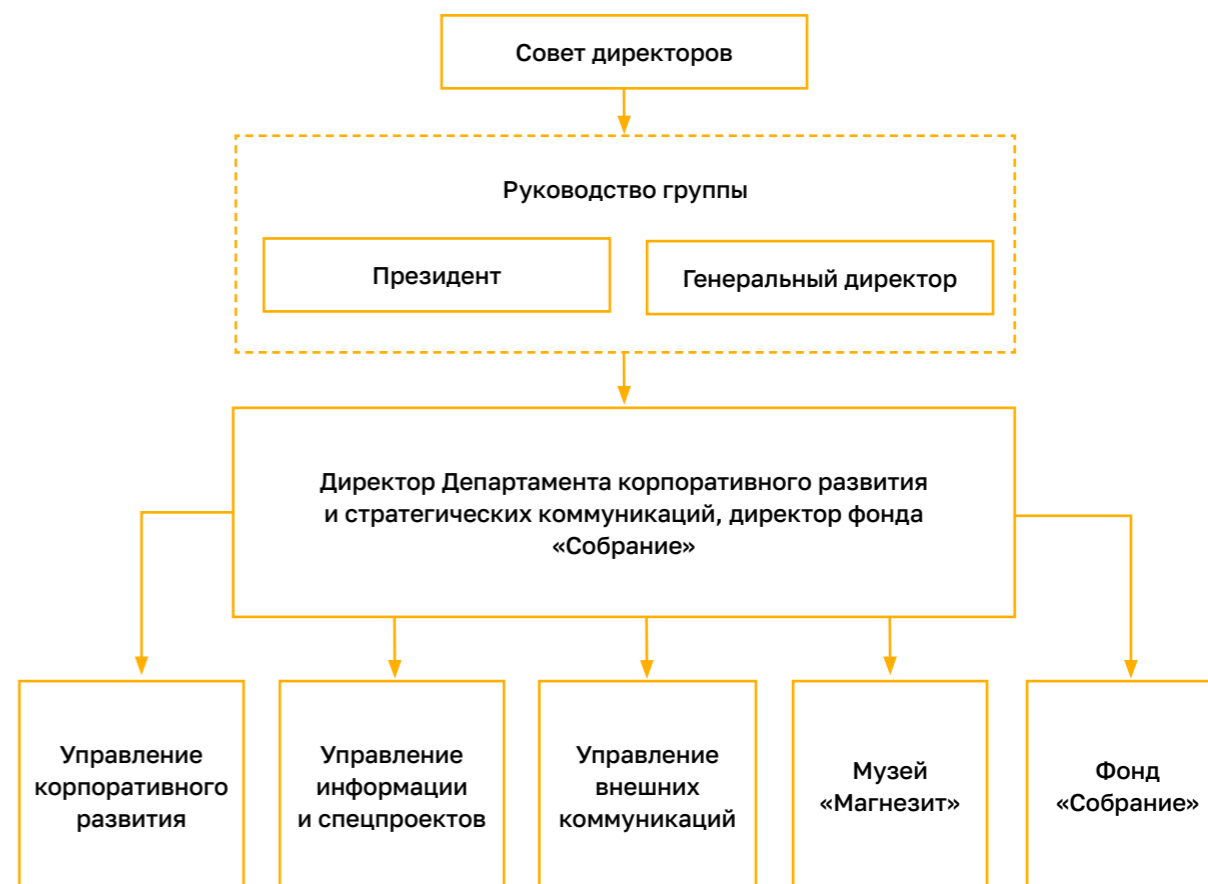 Совет директоров
Руководство группы
Президент
Генеральный директор
Директор Департамента корпоративного развития
и стратегических коммуникаций, директор фонда
«Собрание»
Управление
корпоративного
развития
Управление
информации
и спецпроектов
Управление
внешних
коммуникаций
Музей
«Магнезит»
Фонд
«Собрание»